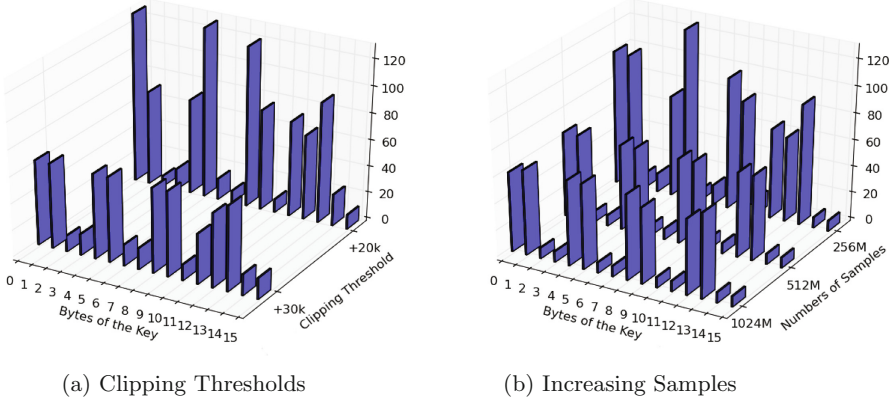 120
100
80
60
40
20
0
+20k
+30k
Clipping Threshold
0 1 2 3 4 5 6 7 8 9 10 11 12 13 14 15
Bytes of the Key
120
100
80
60
40
20
0
256M
512M
1024M
Numbers of Samples
0 1 2 3 4 5 6 7 8 9 10 11 12 13 14 15
Bytes of the Key
(a) Clipping Thresholds
(b) Increasing Samples